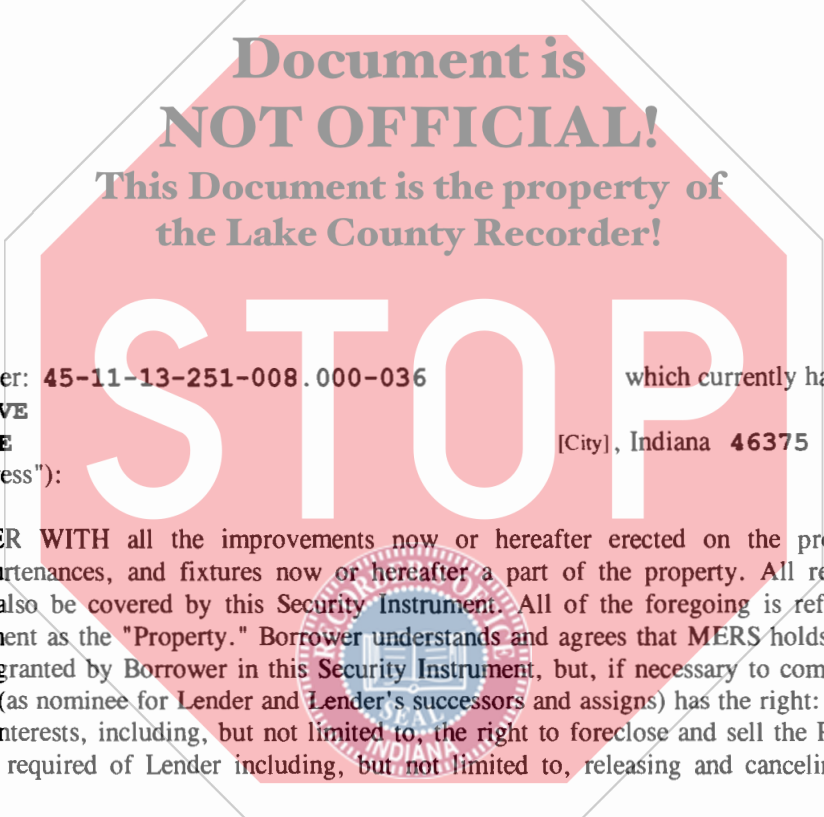 Document is
NOT OFFICIAL!
This Document is the property of
the Lake County Recorder!
STOP
er: 45-11-13-251-008.000-036 which currently ha
VE
E [City], Indiana 46375
ess"):
ER WITH all the improvements now or hereafter erected on the pro
rtenances, and fixtures now or hereafter a part of the property. All re
also be covered by this Security Instrument. All of the foregoing is ref
nent as the "Property." Borrower understands and agrees that MERS holds
granted by Borrower in this Security Instrument, but, if necessary to com
(as nominee for Lender and Lender's successors and assigns) has the right:
nterests, including, but not limited to, the right to foreclose and sell the P
required of Lender including, but not limited to, releasing and cancelin
RECORDER'S OFFICE
SEAL
INDIANA